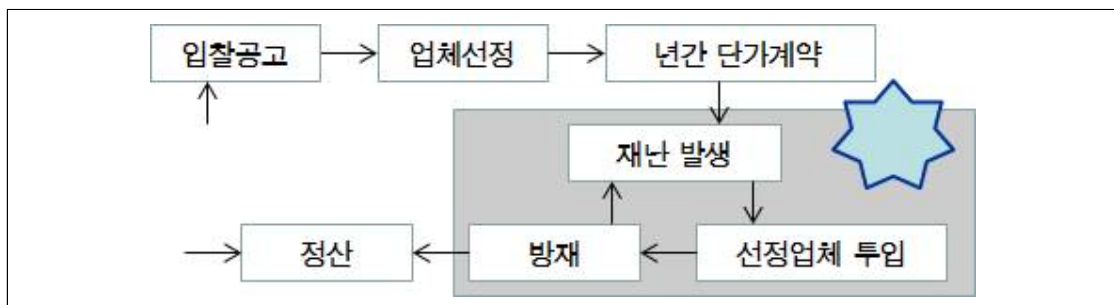 입찰공고
업체선정
년간 단가계약
재난 발생
선정업체 투입
방재
정산